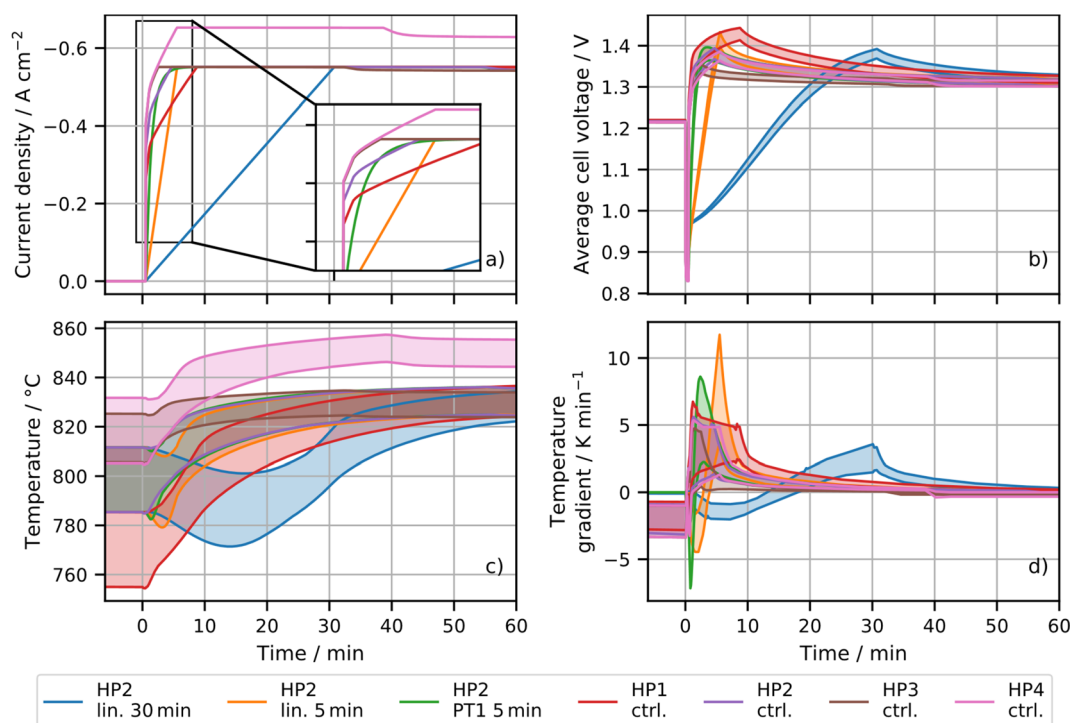 Current density / A cm⁻²
−0.6
−0.4
−0.2
0.0
a)
Average cell voltage / V
1.4
1.3
1.2
1.1
1.0
0.9
0.8
b)
Temperature / °C
860
840
820
800
780
760
c)
0 10 20 30 40 50 60
Time / min
Temperature
gradient / K min⁻¹
10
5
0
−5
d)
0 10 20 30 40 50 60
Time / min
HP2 HP2 HP2 HP1 HP2 HP3 HP4
lin. 30 min lin. 5 min PT1 5 min ctrl. ctrl. ctrl. ctrl.